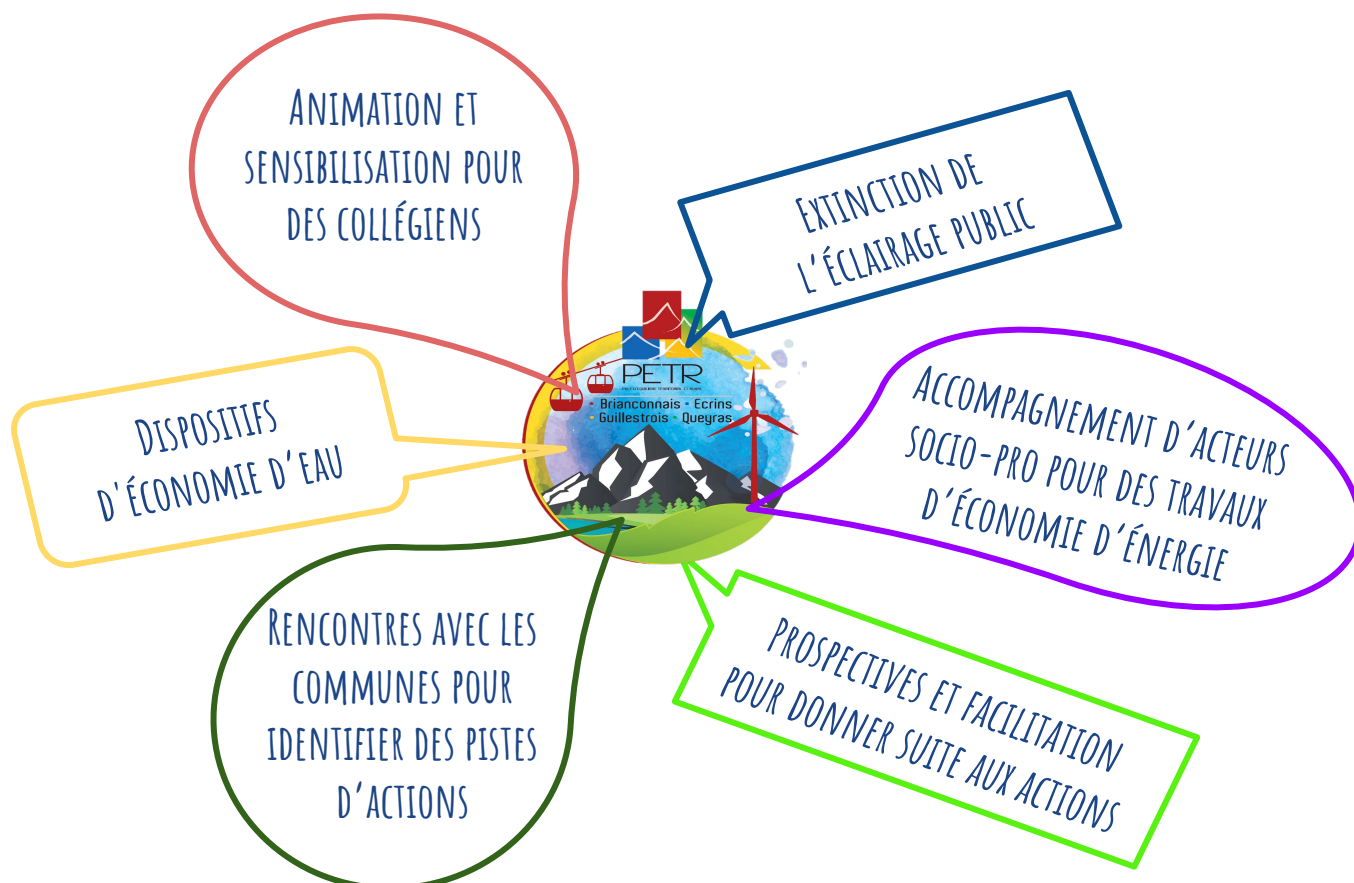 ANIMATION ET
SENSIBILISATION POUR
DES COLLÉGIENS
EXTINCTION DE
L'ÉCLAIRAGE PUBLIC
PETR
Brianconnais - Ecrins
Guillestrois - Queyras
DISPOSITIFS
D'ÉCONOMIE D'EAU
ACCOMPAGNEMENT D'ACTEURS
SOCIO-PRO POUR DES TRAVAUX
D'ÉCONOMIE D'ÉNERGIE
RENCONTRES AVEC LES
COMMUNES POUR
IDENTIFIER DES PISTES
D'ACTIONS
PROSPECTIVES ET FACILITATION
POUR DONNER SUITE AUX ACTIONS